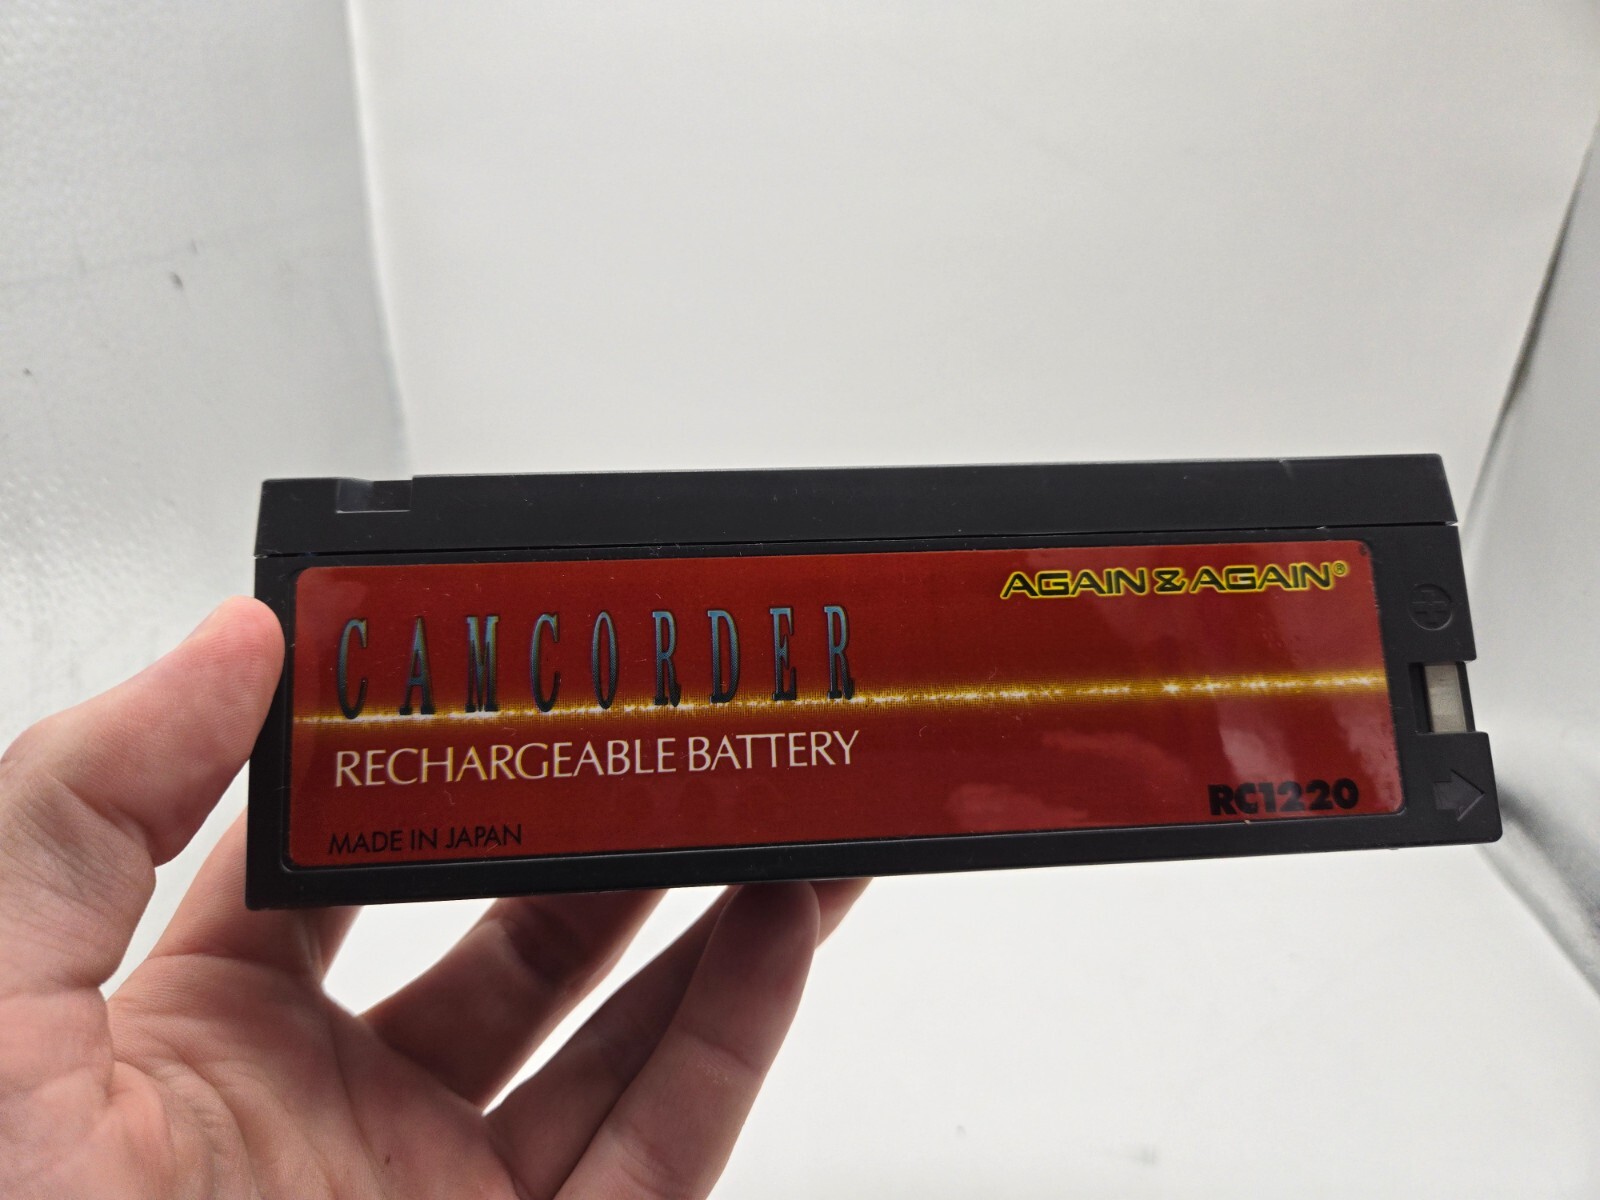 AGAIN & AGAIN®
CAMCORDER
RECHARGEABLE BATTERY
RC1220
MADE IN JAPAN